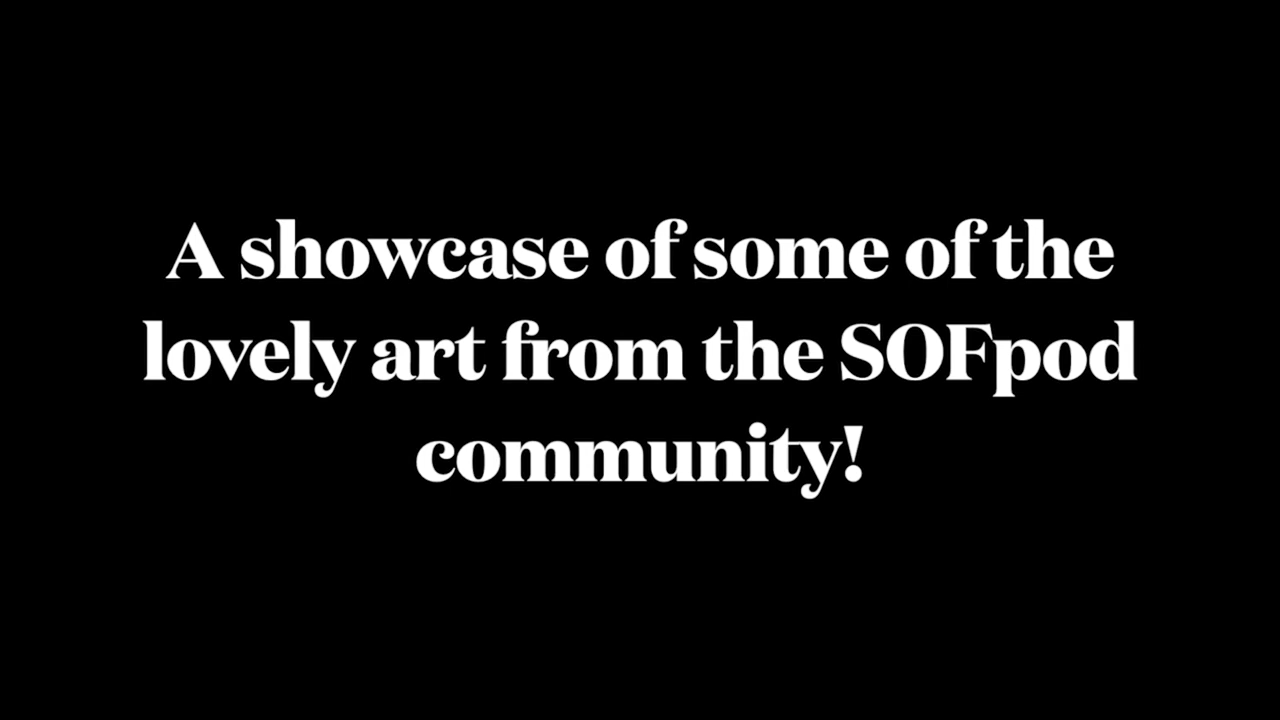 A showcase of some of the
lovely art from the SOFpod
community!